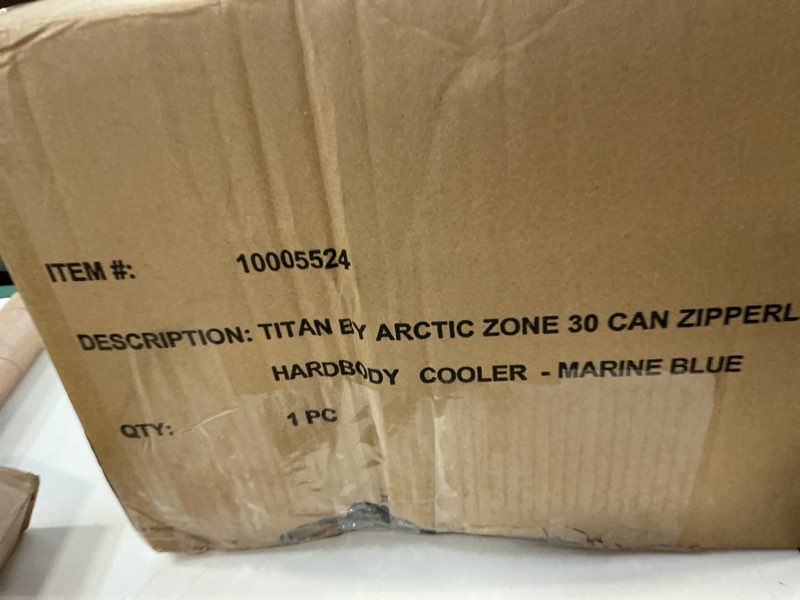 ITEM #: 10005524
DESCRIPTION: TITAN BY ARCTIC ZONE 30 CAN ZIPPERL
HARDBODY COOLER - MARINE BLUE
QTY: 1 PC